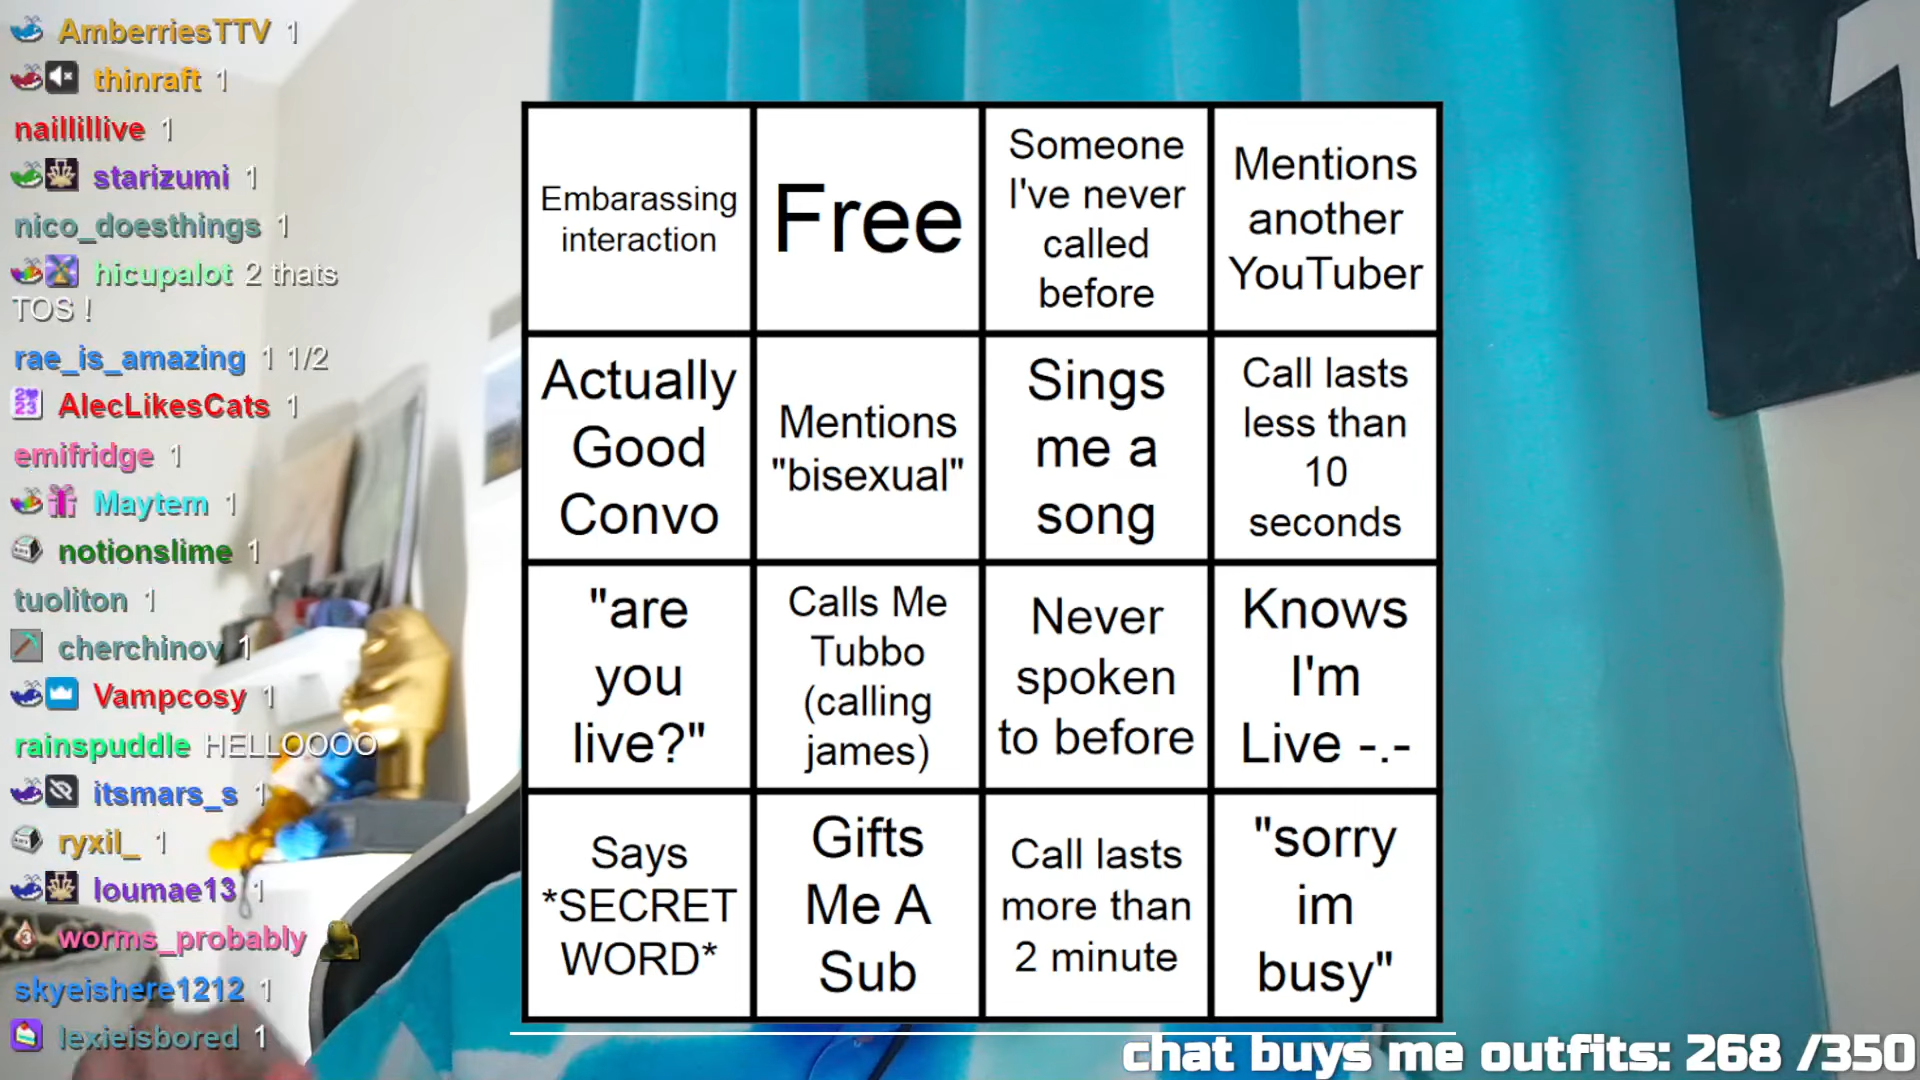 AmberriesTTV 1
thinraft 1
naillillive 1
starizumi 1
nico_doesthings 1
hicupalot 2 thats
TOS !
rae_is_amazing 1 1/2
AlecLikesCats 1
emifridge 1
Maytem 1
notionslime 1
tuoliton 1
cherchinov 1
Vampcosy 1
rainspuddle HELLOOOO
itsmars_s 1
ryxil_ 1
loumae13 1
worms_probably
skyeishere1212 1
lexieisbored 1
Embarassing
interaction
Free
Someone
I've never
called
before
Mentions
another
YouTuber
Actually
Good
Convo
Mentions
"bisexual"
Sings
me a
song
Call lasts
less than
10
seconds
"are
you
live?"
Calls Me
Tubbo
(calling
james)
Never
spoken
to before
Knows
I'm
Live -.-
Says
*SECRET
WORD*
Gifts
Me A
Sub
Call lasts
more than
2 minute
"sorry
im
busy"
chat buys me outfits: 268 /350